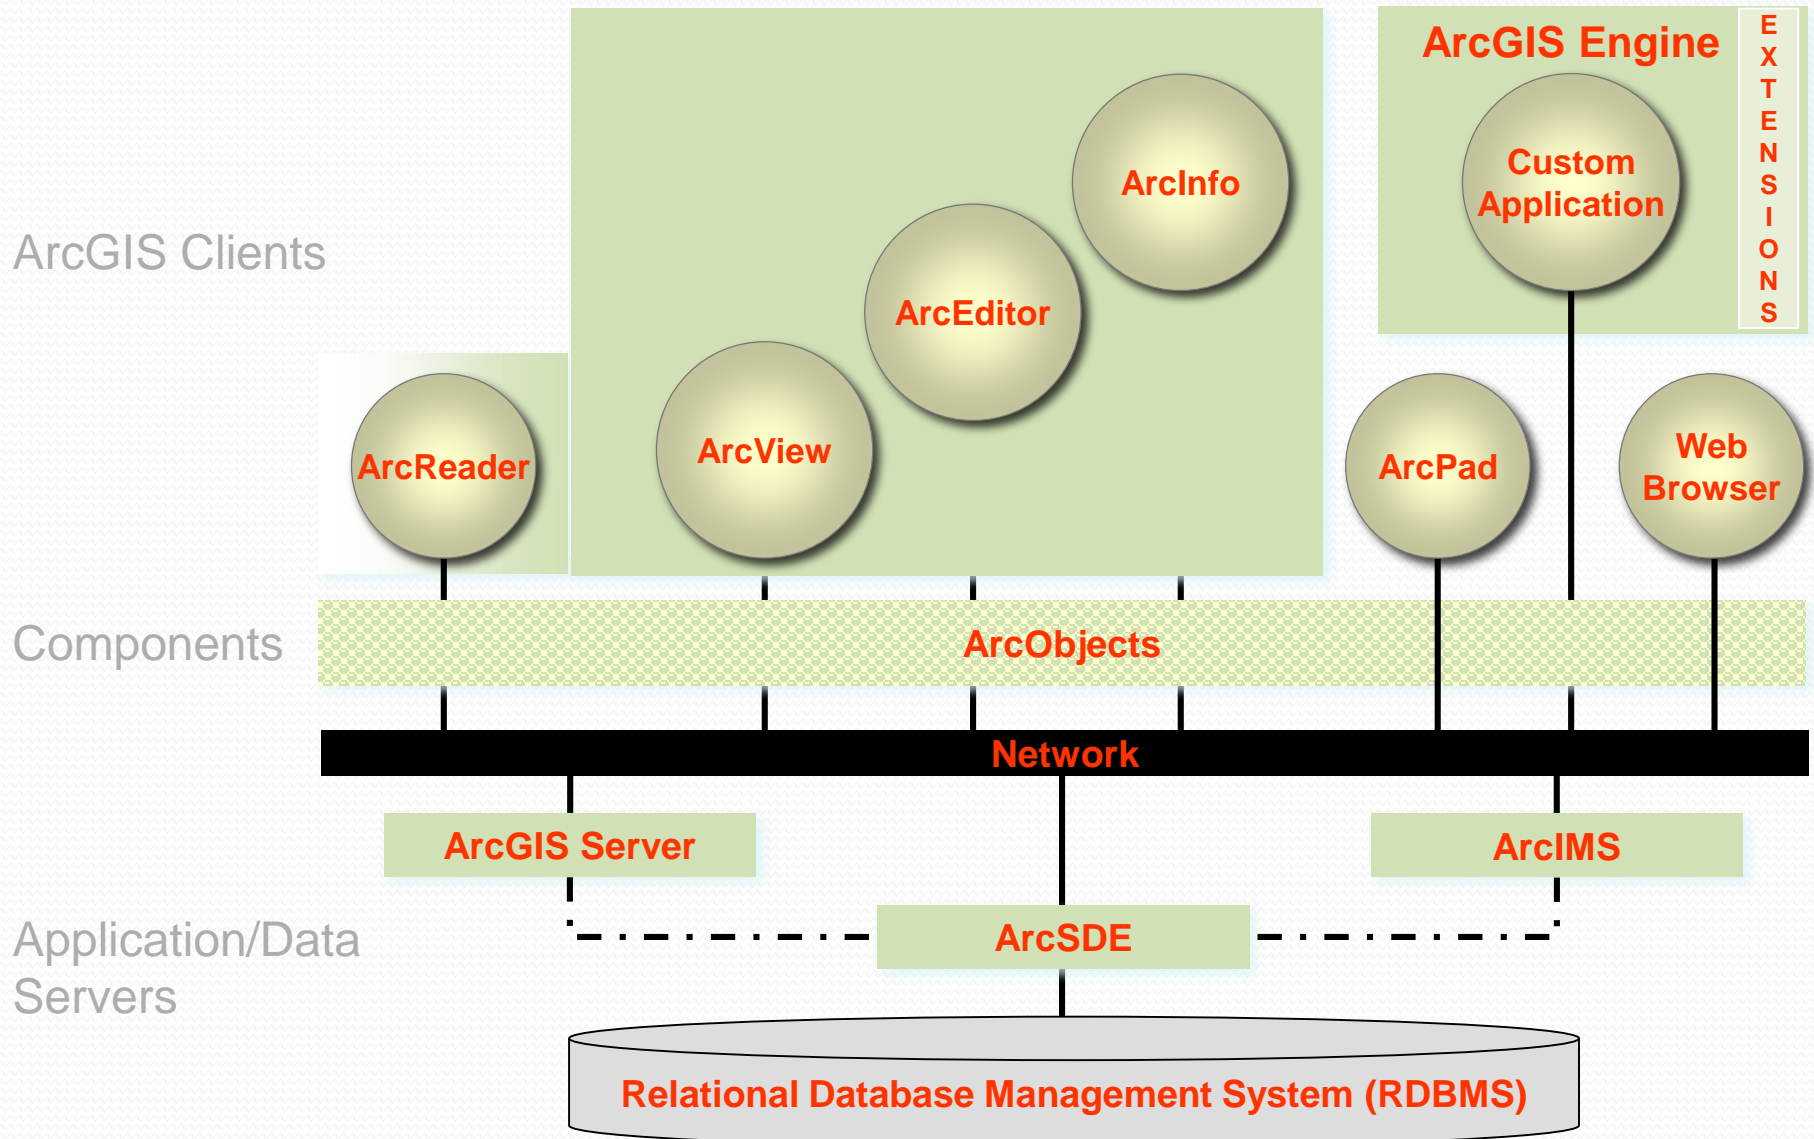 ArcGIS Engine
E
X
T
E
N
S
I
O
N
S
ArcInfo
Custom
Application
ArcGIS Clients
ArcEditor
ArcReader
ArcView
ArcPad
Web
Browser
Components
ArcObjects
Network
ArcGIS Server
ArcIMS
Application/Data
Servers
ArcSDE
Relational Database Management System (RDBMS)